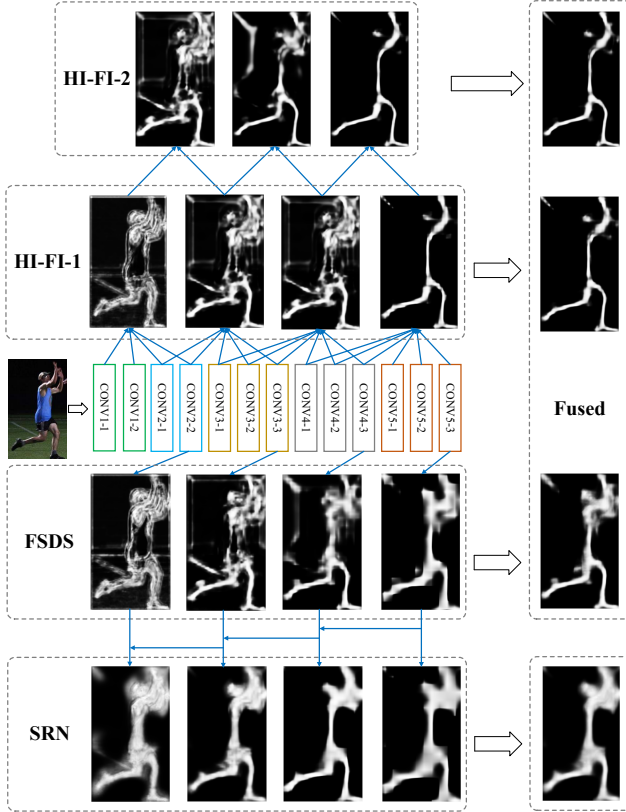 HI-FI-2
HI-FI-1
CONV1-1
CONV1-2
CONV2-1
CONV2-2
CONV3-1
CONV3-2
CONV3-3
CONV4-1
CONV4-2
CONV4-3
CONV5-1
CONV5-2
CONV5-3
Fused
FSDS
SRN